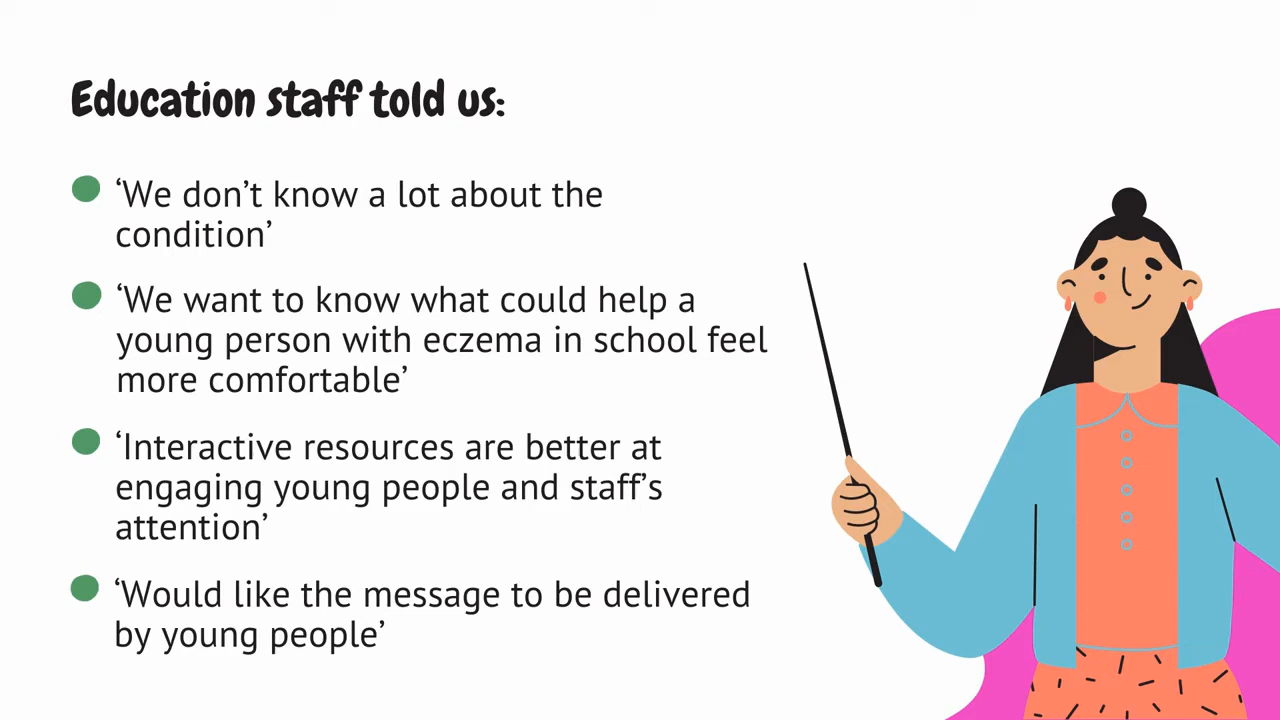 Education staff told us:
‘We don’t know a lot about the
condition’
‘We want to know what could help a
young person with eczema in school feel
more comfortable’
‘Interactive resources are better at
engaging young people and staff’s
attention’
‘Would like the message to be delivered
by young people’